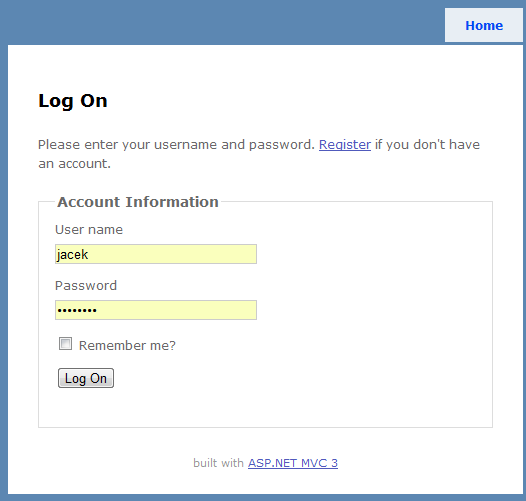 Home
Log On
Please enter your username and password. Register if you don't have
an account.
Account Information
User name
jacek
Password
••••••••
Remember me?
Log On
built with ASP.NET MVC 3